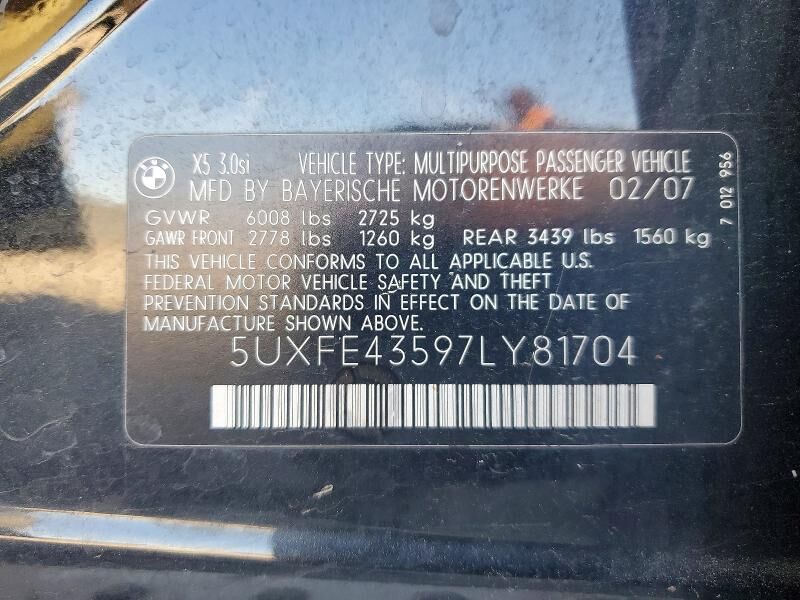 BMW
X5 3.0si VEHICLE TYPE: MULTIPURPOSE PASSENGER VEHICLE
MFD BY BAYERISCHE MOTORENWERKE 02/07
GVWR 6008 lbs 2725 kg
GAWR FRONT 2778 lbs 1260 kg REAR 3439 lbs 1560 kg
THIS VEHICLE CONFORMS TO ALL APPLICABLE U.S.
FEDERAL MOTOR VEHICLE SAFETY AND THEFT
PREVENTION STANDARDS IN EFFECT ON THE DATE OF
MANUFACTURE SHOWN ABOVE.
5UXFE43597LY81704
7 012 956